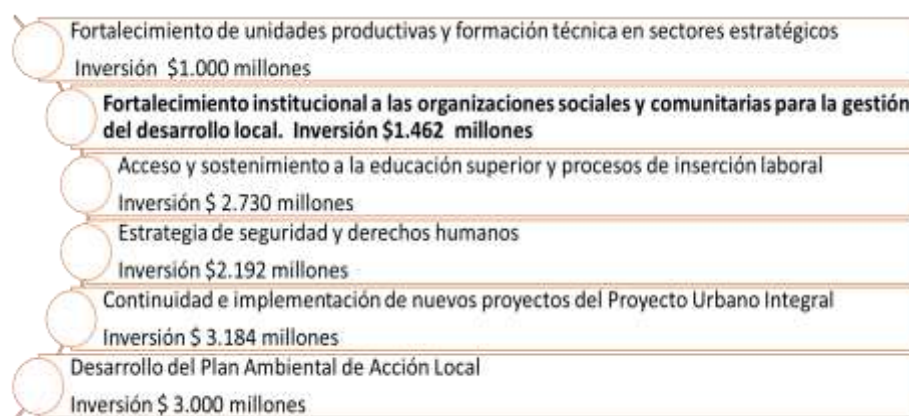 Fortalecimiento de unidades productivas y formación técnica en sectores estratégicos
Inversión $1.000 millones
Fortalecimiento institucional a las organizaciones sociales y comunitarias para la gestión
del desarrollo local. Inversión $1.462 millones
Acceso y sostenimiento a la educación superior y procesos de inserción laboral
Inversión $ 2.730 millones
Estrategia de seguridad y derechos humanos
Inversión $2.192 millones
Continuidad e implementación de nuevos proyectos del Proyecto Urbano Integral
Inversión $ 3.184 millones
Desarrollo del Plan Ambiental de Acción Local
Inversión $ 3.000 millones